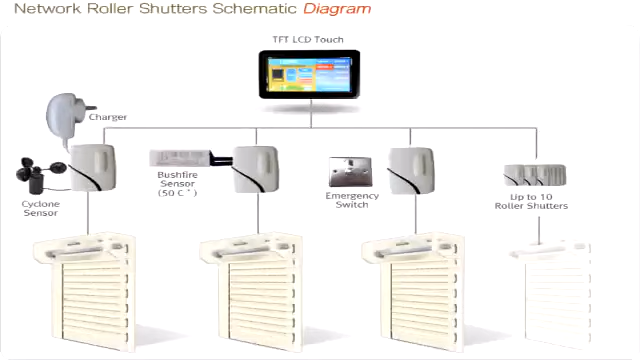 Network Roller Shutters Schematic Diagram
TFT LCD Touch
Charger
Bushfire
Sensor
(50 C `)
Emergency
Switch
Cyclone
Sensor
Up to 10
Roller Shutters